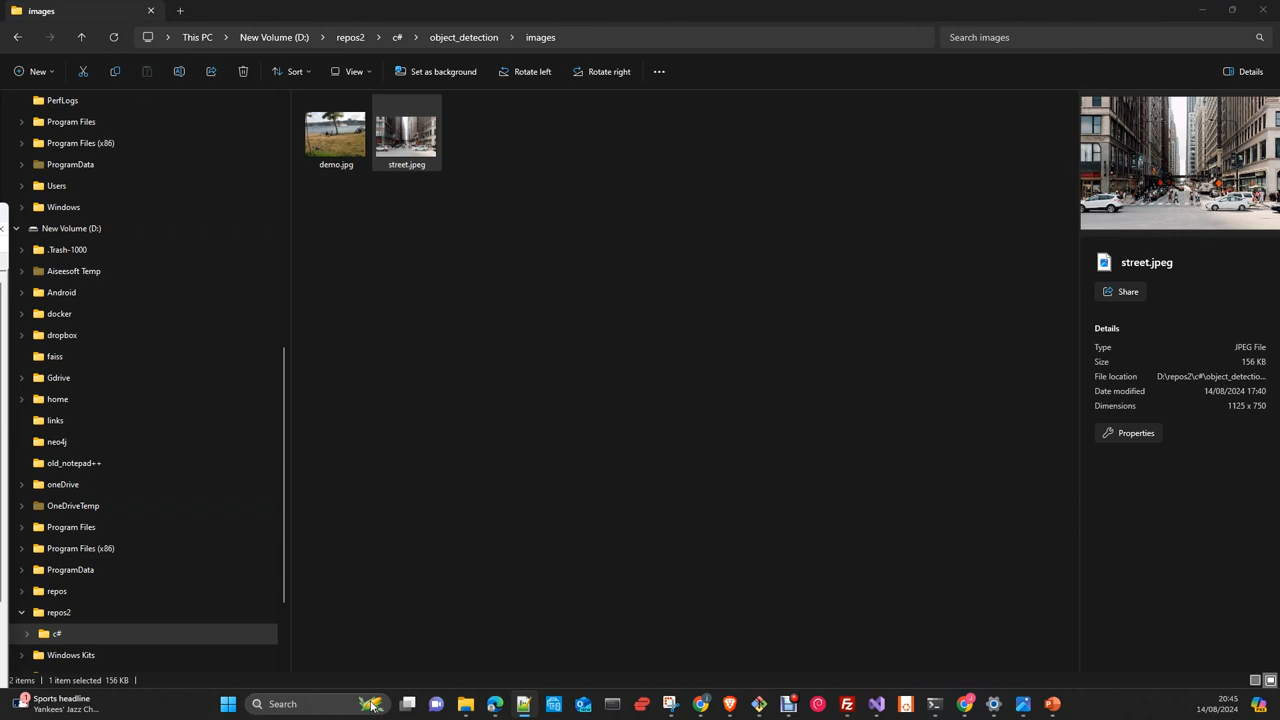 images
This PC > New Volume (D:) > repos2 > c# > object_detection > images
Search images
New
Sort
View
Set as background
Rotate left
Rotate right
Details
PerfLogs
Program Files
Program Files (x86)
ProgramData
Users
Windows
New Volume (D:)
.Trash-1000
Aiseesoft Temp
Android
docker
dropbox
faiss
Gdrive
home
links
neo4j
old_notepad++
oneDrive
OneDriveTemp
Program Files
Program Files (x86)
ProgramData
repos
repos2
c#
Windows Kits
demo.jpg
street.jpeg
street.jpeg
Share
Details
Type JPEG File
Size 156 KB
File location D:\repos2\c#\object_detectio...
Date modified 14/08/2024 17:40
Dimensions 1125 x 750
Properties
2 items
1 item selected 156 KB
1
Sports headline
Yankees' Jazz Ch...
Search
20:45
14/08/2024